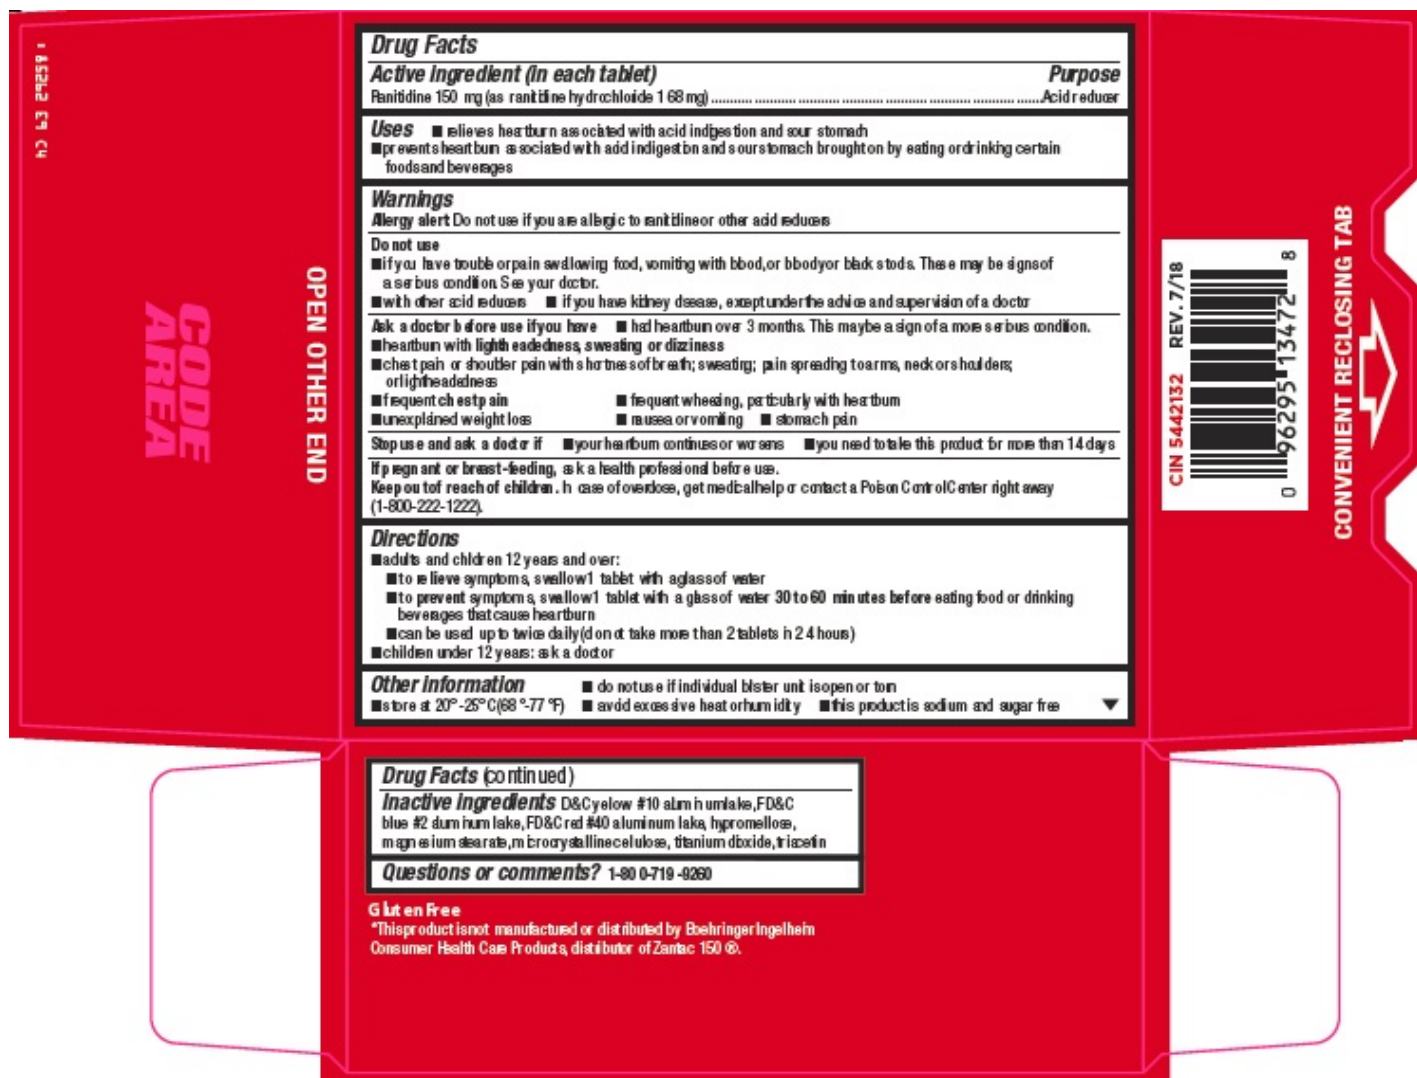 Drug Facts
Active ingredient (in each tablet) Purpose
Ranitidine 150 mg (as ranitidine hydrochloride 168 mg) ........ Acid reducer
Uses ■ relieves heartburn associated with acid indigestion and sour stomach
■ prevents heartburn associated with acid indigestion and sour stomach brought on by eating or drinking certain
foods and beverages
Warnings
Allergy alert: Do not use if you are allergic to ranitidine or other acid reducers
Do not use
■ if you have trouble or pain swallowing food, vomiting with blood, or bloody or black stools. These may be signs of
a serious condition. See your doctor.
■ with other acid reducers ■ if you have kidney disease, except under the advice and supervision of a doctor
Ask a doctor before use if you have ■ had heartburn over 3 months. This may be a sign of a more serious condition.
■ heartburn with lightheadedness, sweating or dizziness
■ chest pain or shoulder pain with shortness of breath; sweating; pain spreading to arms, neck or shoulders;
or lightheadedness
■ frequent chest pain ■ frequent wheezing, particularly with heartburn
■ unexplained weight loss ■ nausea or vomiting ■ stomach pain
Stop use and ask a doctor if ■ your heartburn continues or worsens ■ you need to take this product for more than 14 days
If pregnant or breast-feeding, ask a health professional before use.
Keep out of reach of children. In case of overdose, get medical help or contact a Poison Control Center right away
(1-800-222-1222).
Directions
■ adults and children 12 years and over:
■ to relieve symptoms, swallow 1 tablet with a glass of water
■ to prevent symptoms, swallow 1 tablet with a glass of water 30 to 60 minutes before eating food or drinking
beverages that cause heartburn
■ can be used up to twice daily (do not take more than 2 tablets in 24 hours)
■ children under 12 years: ask a doctor
Other information ■ do not use if individual blister unit is open or torn
■ store at 20°-25°C (68°-77°F) ■ avoid excessive heat or humidity ■ this product is sodium and sugar free ▼
Drug Facts (continued)
Inactive ingredients D&C yellow #10 aluminum lake, FD&C
blue #2 aluminum lake, FD&C red #40 aluminum lake, hypromellose,
magnesium stearate, microcrystalline cellulose, titanium dioxide, triacetin
Questions or comments? 1-800-719-9260
Gluten Free
*This product is not manufactured or distributed by Boehringer Ingelheim
Consumer Health Care Products, distributor of Zantac 150 ®.
OPEN OTHER END
CODE
AREA
CIN 5442132 REV. 7/18
0 96295 13472 8
CONVENIENT RECLOSING TAB